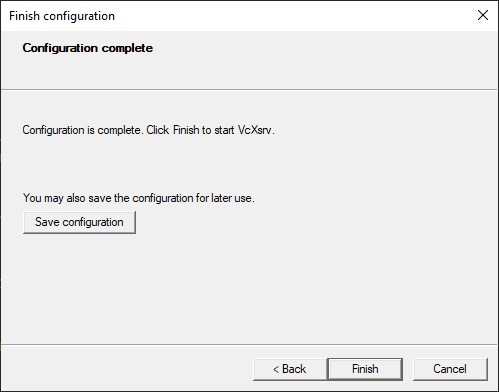 Finish configuration
Configuration complete
Configuration is complete. Click Finish to start VcXsrv.
You may also save the configuration for later use.
Save configuration
< Back
Finish
Cancel